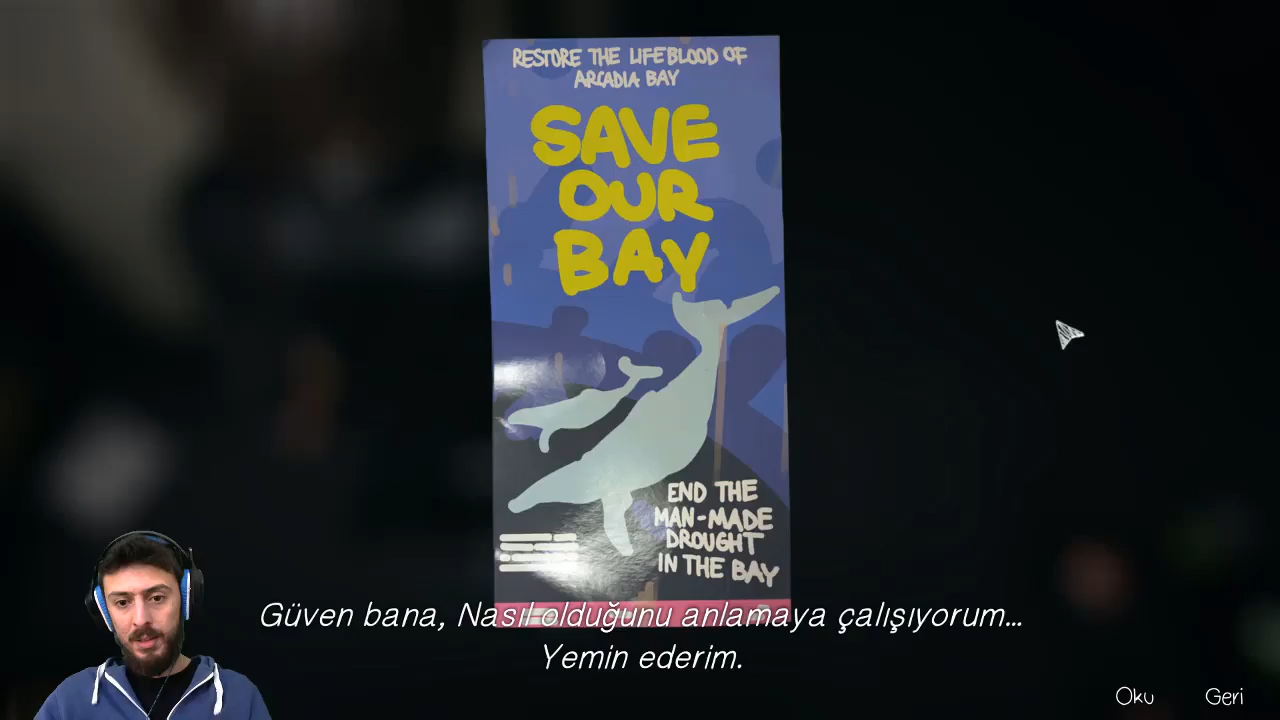 RESTORE THE LIFEBLOOD OF
ARCADIA BAY
SAVE
OUR
BAY
END THE
MAN-MADE
DROUGHT
IN THE BAY
Güven bana, Nasıl olduğunu anlamaya çalışıyorum...
Yemin ederim.
Oku Geri